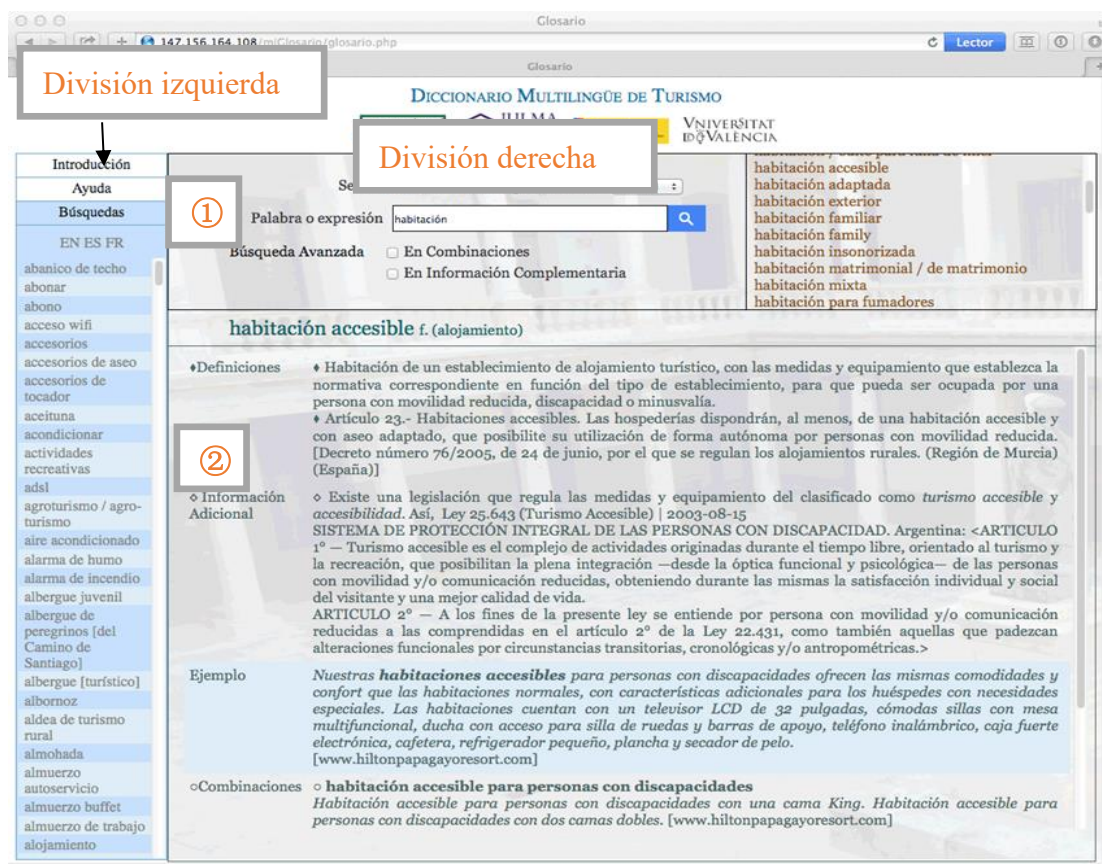 Glosario
147.156.164.108/miGlosario/glosario.php
Lector
Glosario
División izquierda
DICCIONARIO MULTILINGÜE DE TURISMO
VNIVERSITAT
ID VALÈNCIA
División derecha
Introducción
Ayuda
Búsquedas
EN ES FR
abanico de techo
abonar
abono
acceso wifi
accesorios
accesorios de aseo
accesorios de
tocador
aceituna
acondicionar
actividades
recreativas
adsl
agroturismo / agro-
turismo
aire acondicionado
alarma de humo
alarma de incendio
albergue juvenil
albergue de
peregrinos [del
Camino de
Santiago]
albergue [turístico]
albornoz
aldea de turismo
rural
almohada
almuerzo
autoservicio
almuerzo buffet
almuerzo de trabajo
alojamiento
①
Se
Palabra o expresión habitación
Búsqueda Avanzada En Combinaciones
En Información Complementaria
habitación accesible
habitación adaptada
habitación exterior
habitación familiar
habitación family
habitación insonorizada
habitación matrimonial / de matrimonio
habitación mixta
habitación para fumadores
habitación accesible f. (alojamiento)
②
♦Definiciones ♦ Habitación de un establecimiento de alojamiento turístico, con las medidas y equipamiento que establezca la
normativa correspondiente en función del tipo de establecimiento, para que pueda ser ocupada por una
persona con movilidad reducida, discapacidad o minusvalía.
♦ Artículo 23.- Habitaciones accesibles. Las hospederías dispondrán, al menos, de una habitación accesible y
con aseo adaptado, que posibilite su utilización de forma autónoma por personas con movilidad reducida.
[Decreto número 76/2005, de 24 de junio, por el que se regulan los alojamientos rurales. (Región de Murcia)
(España)]
◊ Información
Adicional
◊ Existe una legislación que regula las medidas y equipamiento del clasificado como turismo accesible y
accesibilidad. Así, Ley 25.643 (Turismo Accesible) | 2003-08-15
SISTEMA DE PROTECCIÓN INTEGRAL DE LAS PERSONAS CON DISCAPACIDAD. Argentina: <ARTICULO
1º — Turismo accesible es el complejo de actividades originadas durante el tiempo libre, orientado al turismo y
la recreación, que posibilitan la plena integración —desde la óptica funcional y psicológica— de las personas
con movilidad y/o comunicación reducidas, obteniendo durante las mismas la satisfacción individual y social
del visitante y una mejor calidad de vida.
ARTICULO 2º — A los fines de la presente ley se entiende por persona con movilidad y/o comunicación
reducidas a las comprendidas en el artículo 2º de la Ley 22.431, como también aquellas que padezcan
alteraciones funcionales por circunstancias transitorias, cronológicas y/o antropométricas.>
Ejemplo Nuestras habitaciones accesibles para personas con discapacidades ofrecen las mismas comodidades y
confort que las habitaciones normales, con características adicionales para los huéspedes con necesidades
especiales. Las habitaciones cuentan con un televisor LCD de 32 pulgadas, cómodas sillas con mesa
multifuncional, ducha con acceso para silla de ruedas y barras de apoyo, teléfono inalámbrico, caja fuerte
electrónica, cafetera, refrigerador pequeño, plancha y secador de pelo.
[www.hiltonpapagayoresort.com]
○Combinaciones ○ habitación accesible para personas con discapacidades
Habitación accesible para personas con discapacidades con una cama King. Habitación accesible para
personas con discapacidades con dos camas dobles. [www.hiltonpapagayoresort.com]